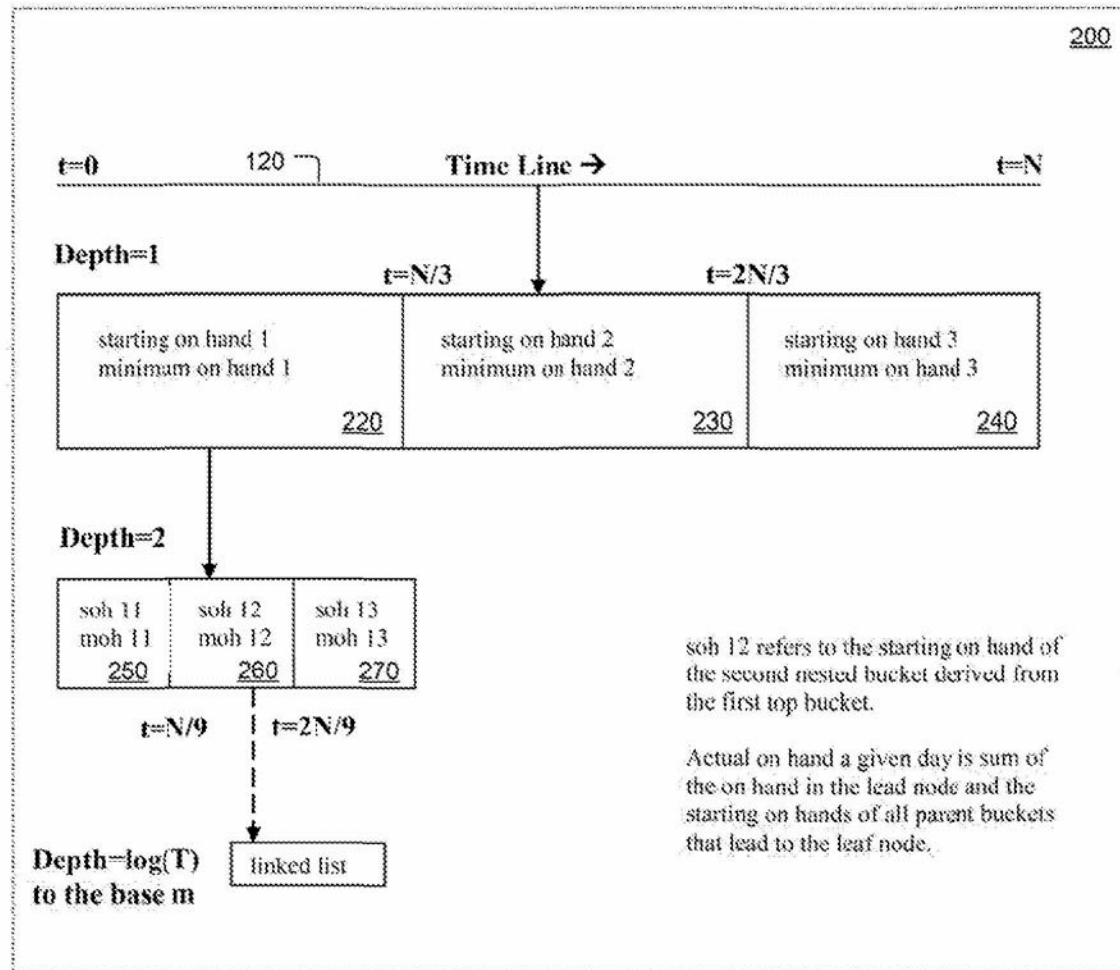 200
t=0 120 Time Line → t=N
Depth=1
t=N/3 t=2N/3
starting on hand 1 starting on hand 2 starting on hand 3
minimum on hand 1 minimum on hand 2 minimum on hand 3
220 230 240
Depth=2
soh 11 soh 12 soh 13
moh 11 moh 12 moh 13
250 260 270
t=N/9 t=2N/9
soh 12 refers to the starting on hand of
the second nested bucket derived from
the first top bucket.
Actual on hand a given day is sum of
the on hand in the lead node and the
starting on hands of all parent buckets
that lead to the leaf node.
Depth=log(T)
to the base m
linked list